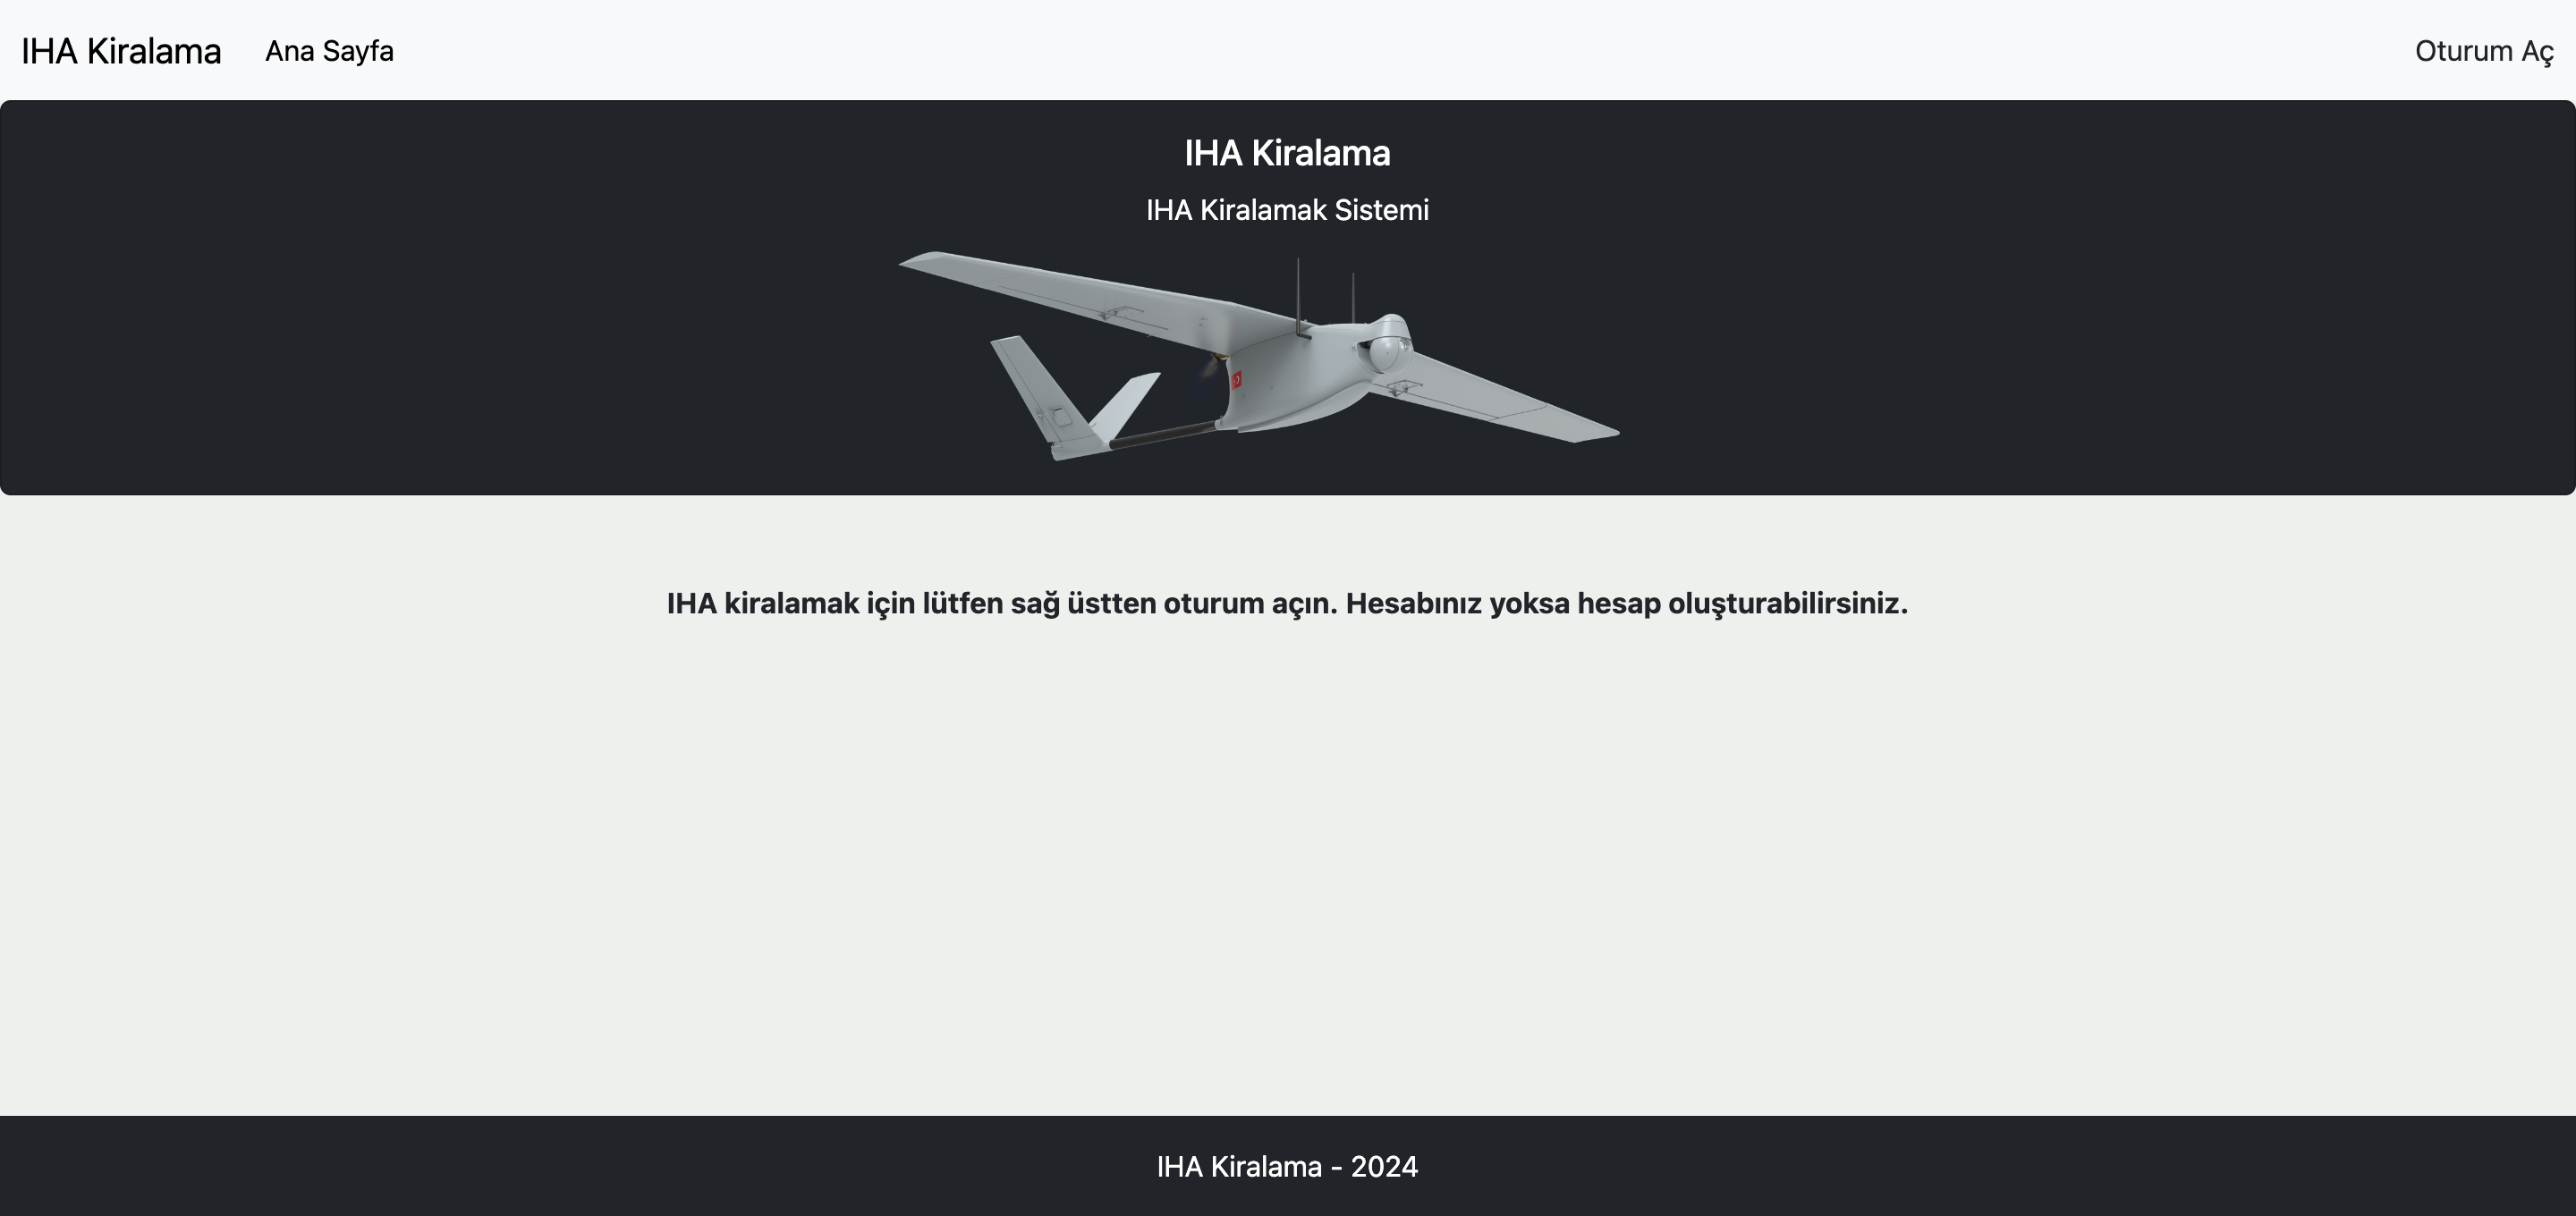 IHA Kiralama
Ana Sayfa
Oturum Aç
IHA Kiralama
IHA Kiralamak Sistemi
IHA kiralamak için lütfen sağ üstten oturum açın. Hesabınız yoksa hesap oluşturabilirsiniz.
IHA Kiralama - 2024